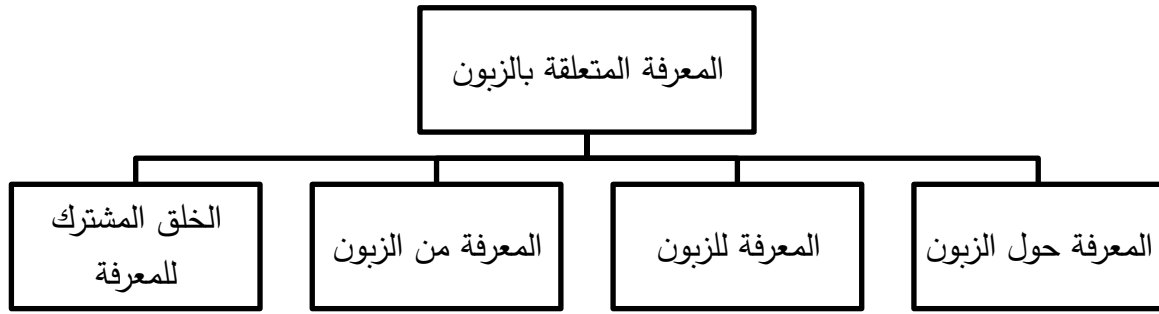 المعرفة المتعلقة بالزبون
المعرفة حول الزبون
المعرفة للزبون
المعرفة من الزبون
الخلق المشترك
للمعرفة